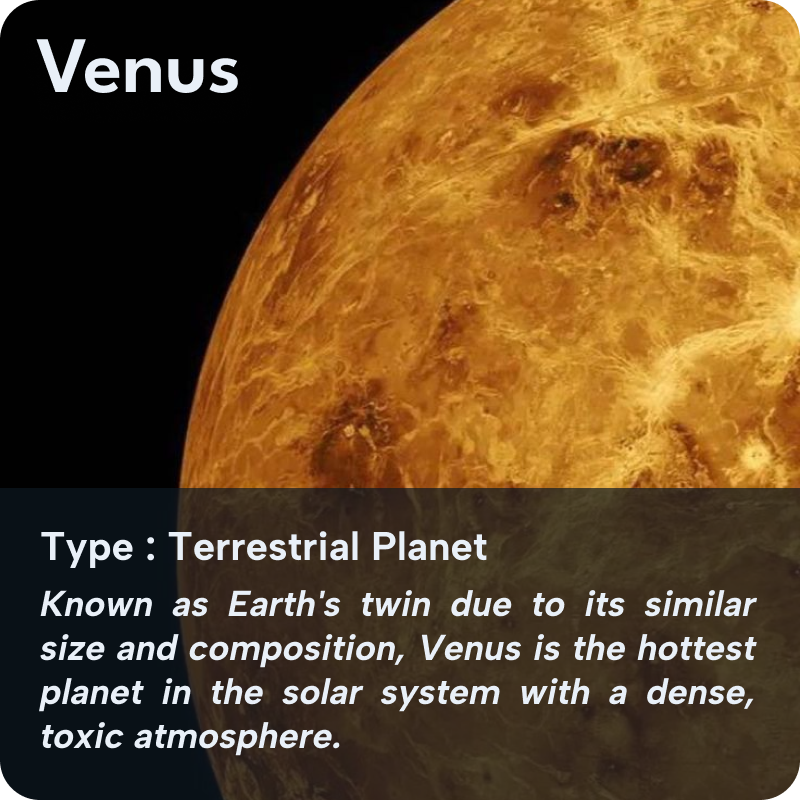 Venus
Type : Terrestrial Planet
Known as Earth's twin due to its similar
size and composition, Venus is the hottest
planet in the solar system with a dense,
toxic atmosphere.